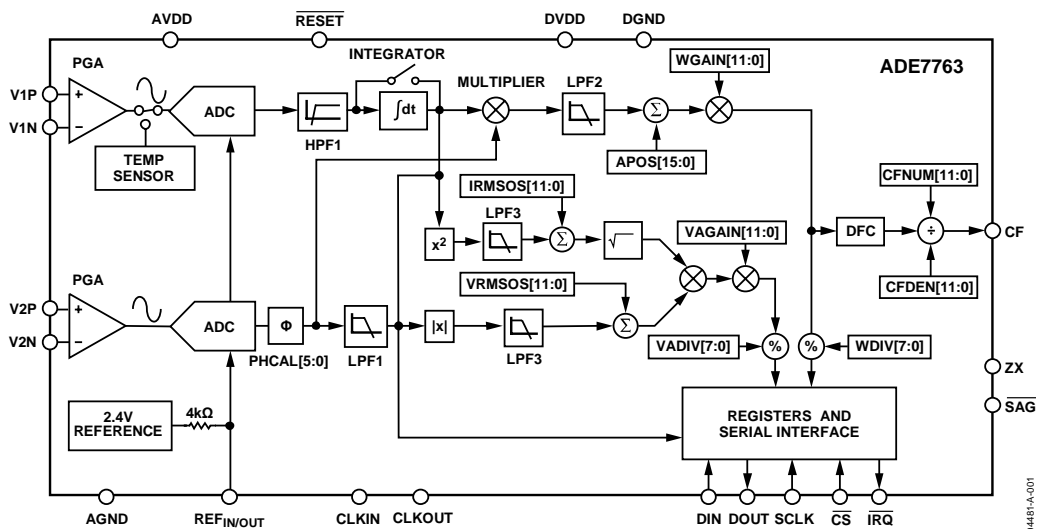 AVDD
RESET
DVDD
DGND
INTEGRATOR
WGAIN[11:0]
ADE7763
PGA
MULTIPLIER
LPF2
V1P
+
ADC
∫dt
Σ
V1N
−
HPF1
TEMP
SENSOR
APOS[15:0]
CFNUM[11:0]
IRMSOS[11:0]
LPF3
VAGAIN[11:0]
x²
Σ
√
DFC
÷
CF
PGA
VRMSOS[11:0]
CFDEN[11:0]
V2P
+
ADC
Φ
|x|
Σ
V2N
−
PHCAL[5:0]
LPF1
LPF3
VADIV[7:0]
%
%
WDIV[7:0]
ZX
2.4V
REFERENCE
4kΩ
REGISTERS AND
SERIAL INTERFACE
SAG
AGND
REFIN/OUT
CLKIN
CLKOUT
DIN
DOUT
SCLK
CS
IRQ
04481-A-001